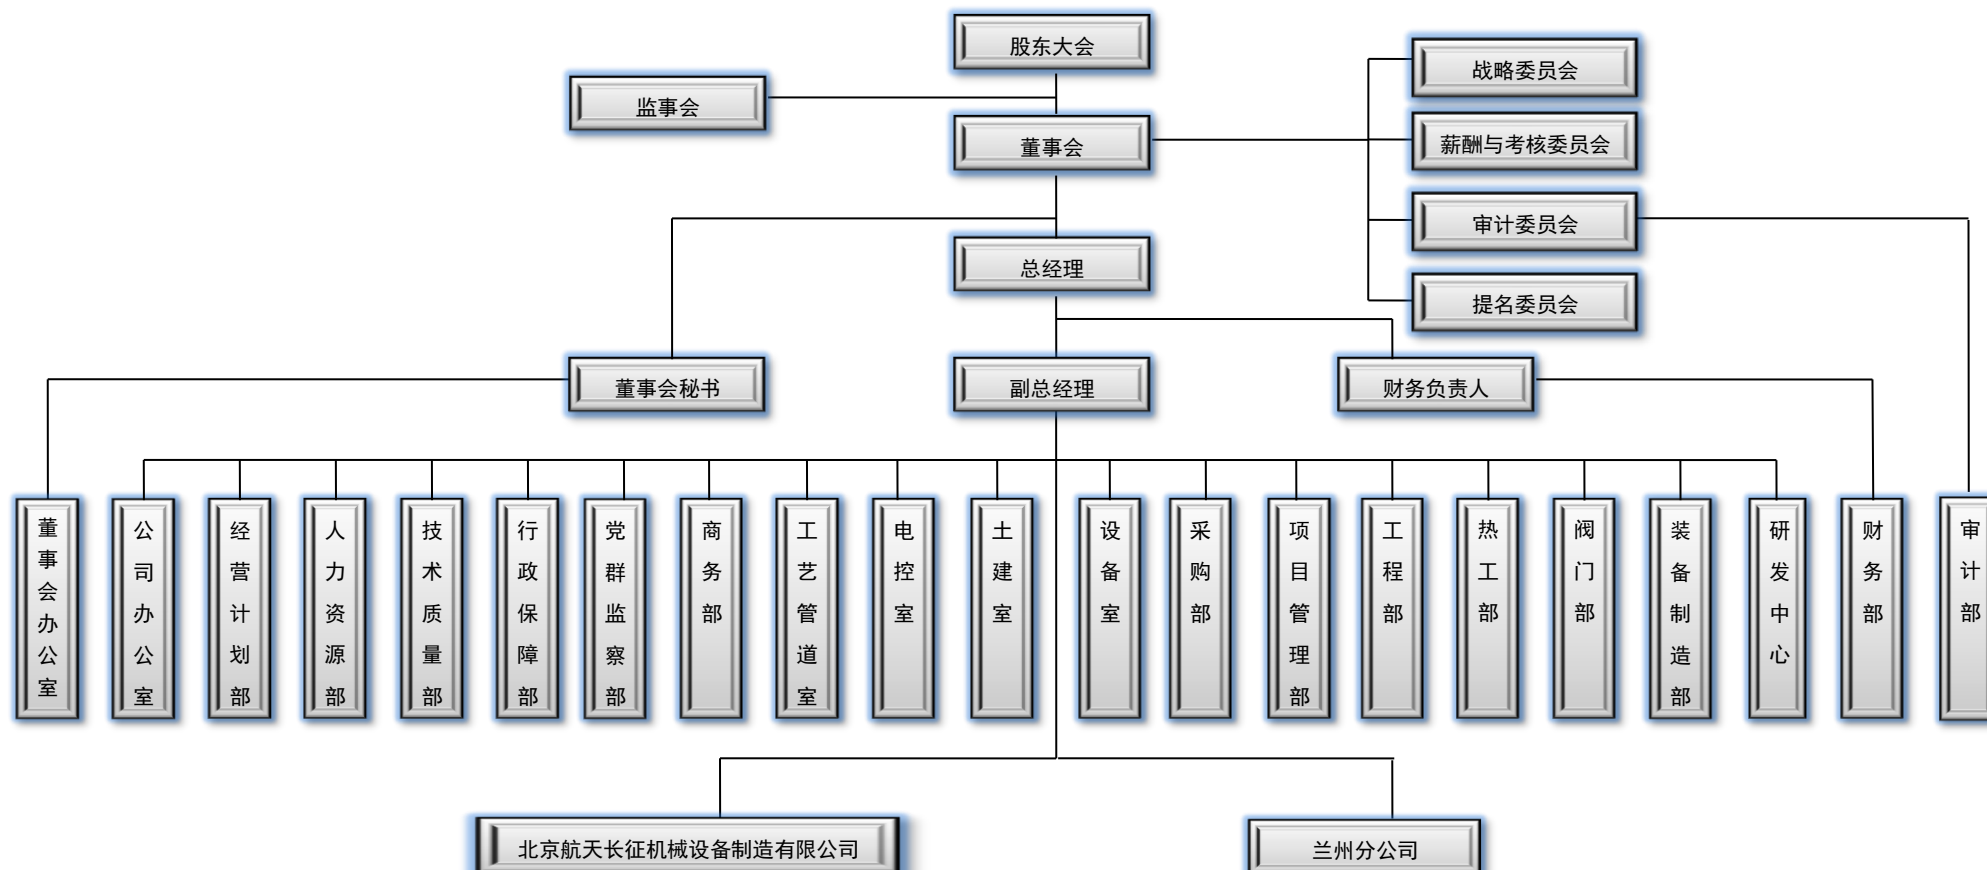 股东大会
战略委员会
监事会
董事会
薪酬与考核委员会
审计委员会
总经理
提名委员会
董事会秘书
副总经理
财务负责人
董事会办公室
公司办公室
经营计划部
人力资源部
技术质量部
行政保障部
党群监察部
商务部
工艺管道室
电控室
土建室
设备室
采购部
项目管理部
工程部
热工部
阀门部
装备制造部
研发中心
财务部
审计部
北京航天长征机械设备制造有限公司
兰州分公司